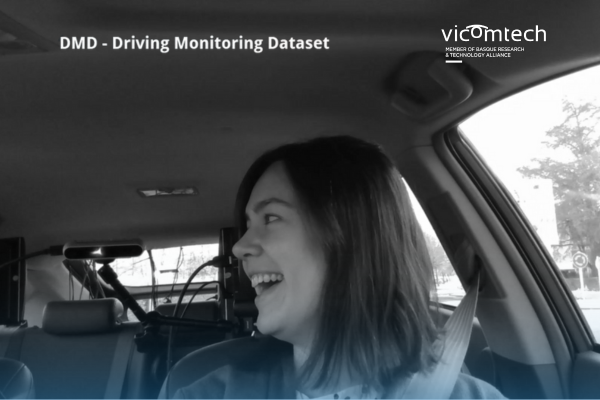 DMD - Driving Monitoring Dataset
vicomtech
MEMBER OF BASQUE RESEARCH
& TECHNOLOGY ALLIANCE